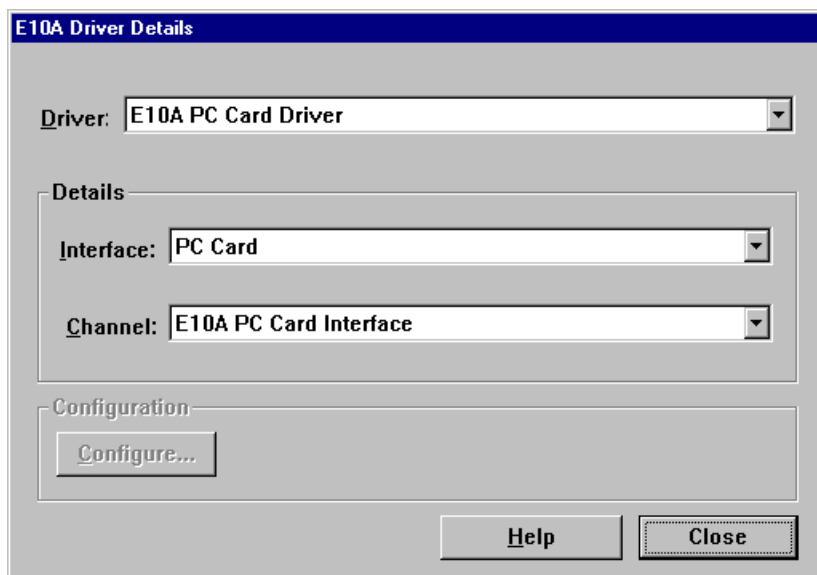 E10A Driver Details
Driver: E10A PC Card Driver
Details
Interface: PC Card
Channel: E10A PC Card Interface
Configuration
Configure...
Help Close